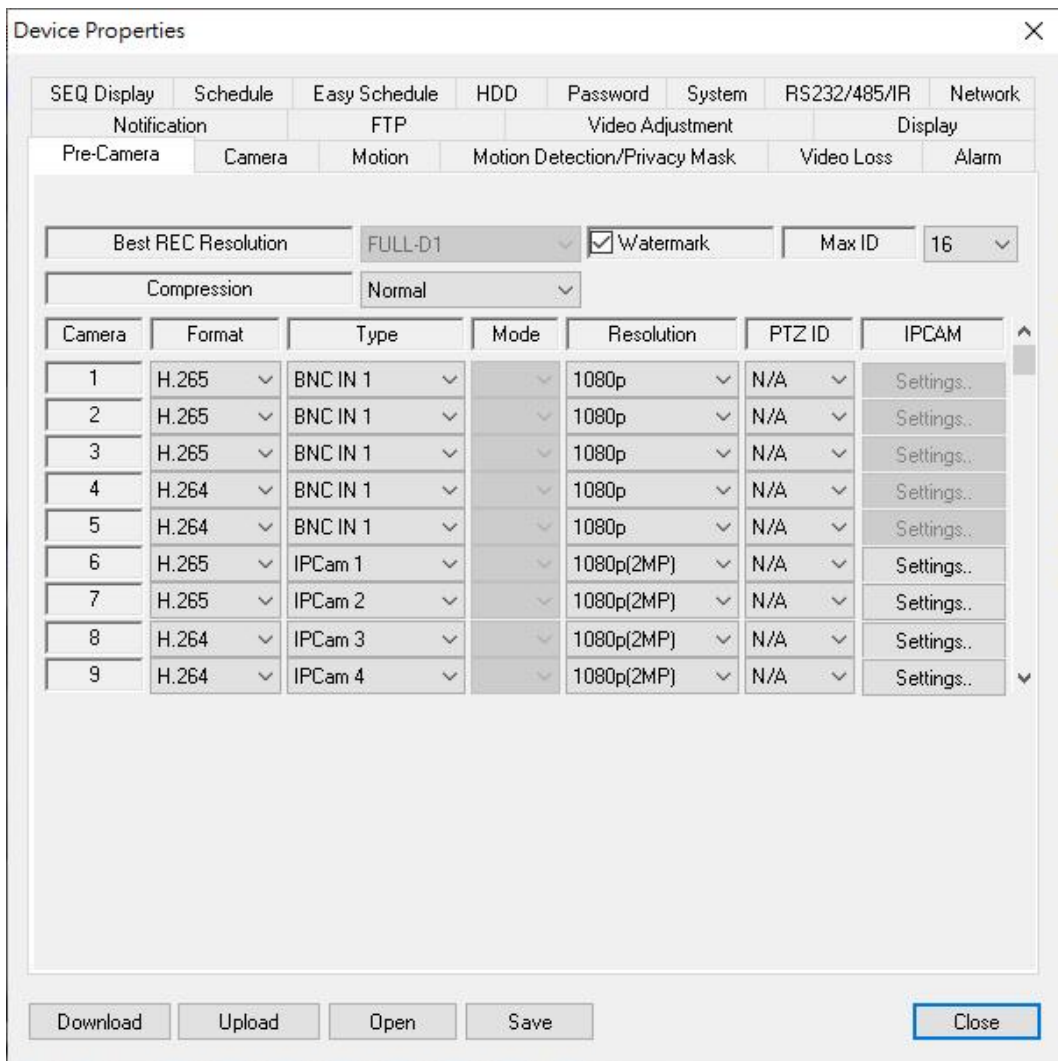 Device Properties
SEQ Display Schedule Easy Schedule HDD Password System RS232/485/IR Network
Notification FTP Video Adjustment Display
Pre-Camera Camera Motion Motion Detection/Privacy Mask Video Loss Alarm
Best REC Resolution FULL-D1 Watermark Max ID 16
Compression Normal
Camera Format Type Mode Resolution PTZ ID IPCAM
1 H.265 BNC IN 1 1080p N/A Settings..
2 H.265 BNC IN 1 1080p N/A Settings..
3 H.265 BNC IN 1 1080p N/A Settings..
4 H.264 BNC IN 1 1080p N/A Settings..
5 H.264 BNC IN 1 1080p N/A Settings..
6 H.265 IPCam 1 1080p(2MP) N/A Settings..
7 H.265 IPCam 2 1080p(2MP) N/A Settings..
8 H.264 IPCam 3 1080p(2MP) N/A Settings..
9 H.264 IPCam 4 1080p(2MP) N/A Settings..
Download Upload Open Save Close